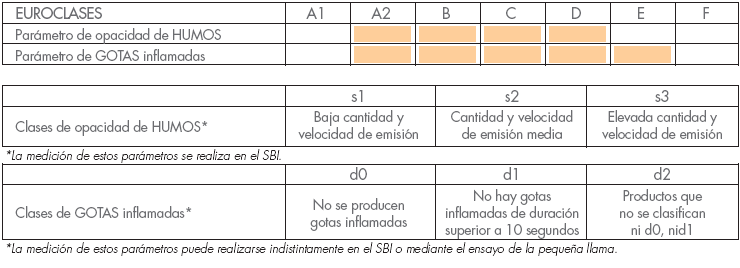 EUROCLASES A1 A2 B C D E F
Parámetro de opacidad de HUMOS
Parámetro de GOTAS inflamadas
s1 s2 s3
Clases de opacidad de HUMOS*
Baja cantidad y
velocidad de emisión
Cantidad y velocidad
de emisión media
Elevada cantidad y
velocidad de emisión
*La medición de estos parámetros se realiza en el SBI.
d0 d1 d2
Clases de GOTAS inflamadas*
No se producen
gotas inflamadas
No hay gotas
inflamadas de duración
superior a 10 segundos
Productos que
no se clasifican
ni d0, nid1
*La medición de estos parámetros puede realizarse indistintamente en el SBI o mediante el ensayo de la pequeña llama.